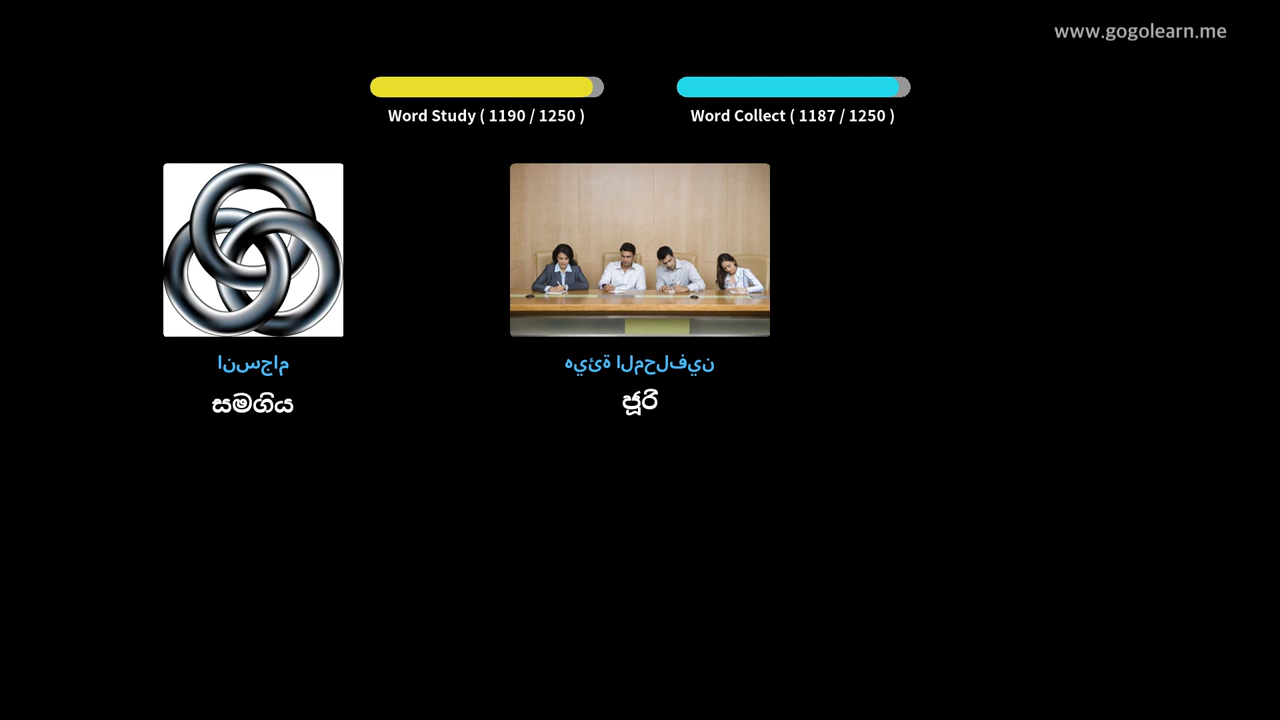 www.gogolearn.me
Word Study ( 1190 / 1250 )
Word Collect ( 1187 / 1250 )
انسجام
සමගිය
هيئة المحلفين
ජූරි